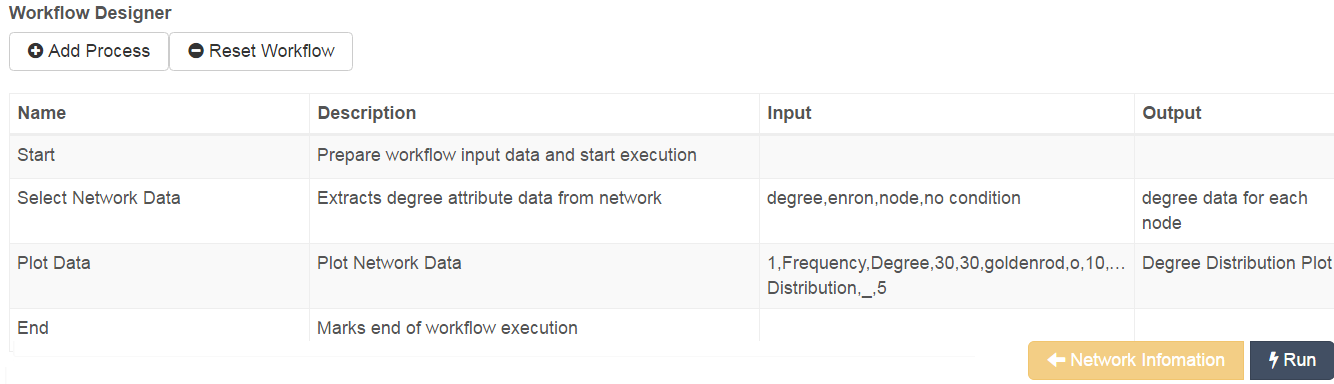 Workflow Designer
Add Process Reset Workflow
Name Description Input Output
Start Prepare workflow input data and start execution
Select Network Data Extracts degree attribute data from network degree,enron,node,no condition degree data for each
node
Plot Data Plot Network Data 1,Frequency,Degree,30,30,goldenrod,o,10,... Degree Distribution Plot
Distribution,_,5
End Marks end of workflow execution
Network Infomation Run